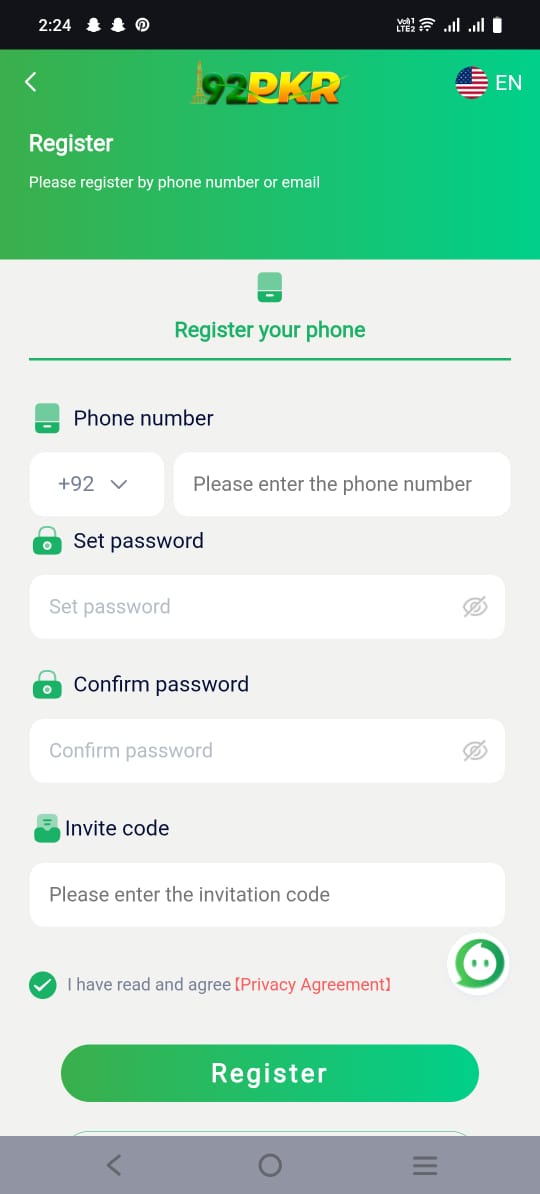 2:24
Vo)) 1
LTE2
92PKR
EN
Register
Please register by phone number or email
Register your phone
Phone number
+92
Please enter the phone number
Set password
Set password
Confirm password
Confirm password
Invite code
Please enter the invitation code
I have read and agree【Privacy Agreement】
Register